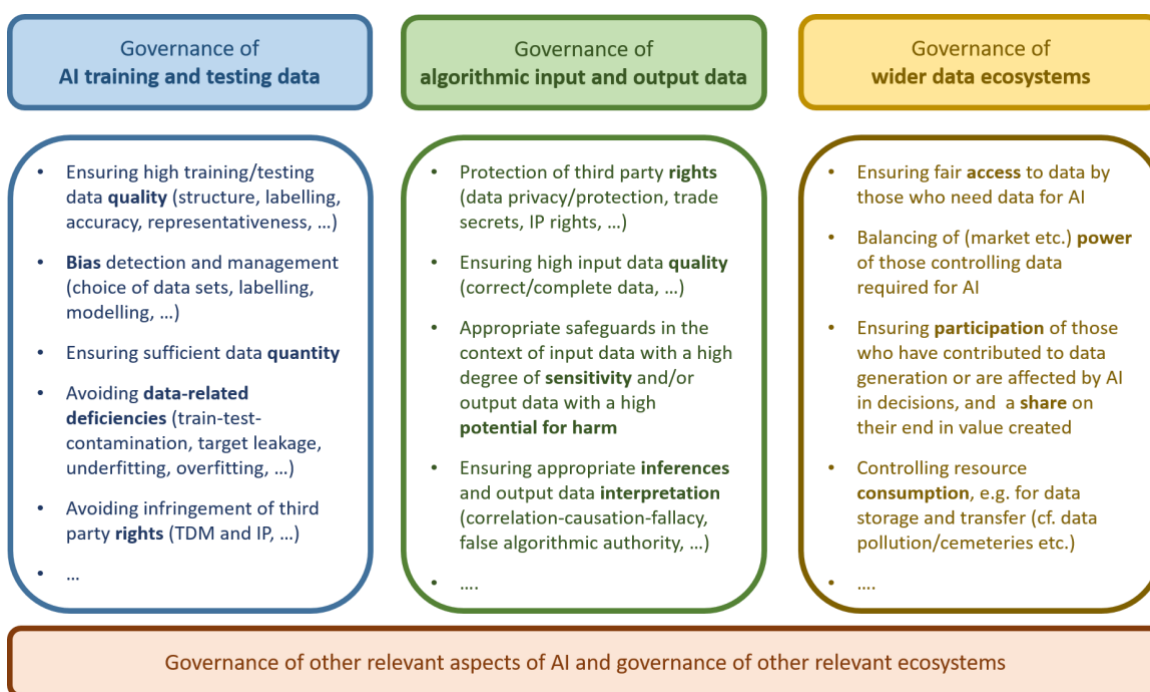 Governance of
AI training and testing data
Governance of
algorithmic input and output data
Governance of
wider data ecosystems
• Ensuring high training/testing
data quality (structure, labelling,
accuracy, representativeness, …)
• Bias detection and management
(choice of data sets, labelling,
modelling, …)
• Ensuring sufficient data quantity
• Avoiding data-related
deficiencies (train-test-
contamination, target leakage,
underfitting, overfitting, …)
• Avoiding infringement of third
party rights (TDM and IP, …)
• …
• Protection of third party rights
(data privacy/protection, trade
secrets, IP rights, …)
• Ensuring high input data quality
(correct/complete data, …)
• Appropriate safeguards in the
context of input data with a high
degree of sensitivity and/or
output data with a high
potential for harm
• Ensuring appropriate inferences
and output data interpretation
(correlation-causation-fallacy,
false algorithmic authority, …)
• ….
• Ensuring fair access to data by
those who need data for AI
• Balancing of (market etc.) power
of those controlling data
required for AI
• Ensuring participation of those
who have contributed to data
generation or are affected by AI
in decisions, and a share on
their end in value created
• Controlling resource
consumption, e.g. for data
storage and transfer (cf. data
pollution/cemeteries etc.)
• ….
Governance of other relevant aspects of AI and governance of other relevant ecosystems